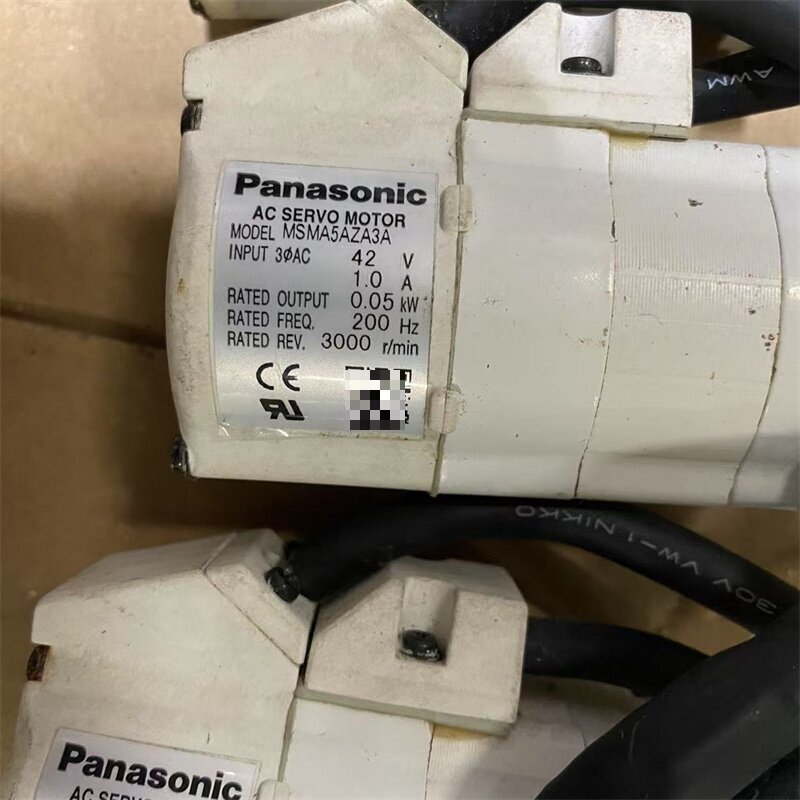 AWM
Panasonic
AC SERVO MOTOR
MODEL MSMA5AZA3A
INPUT 3øAC 42 V
1.0 A
RATED OUTPUT 0.05 kW
RATED FREQ. 200 Hz
RATED REV. 3000 r/min
CE
30V VW-1 NIKKO
Panasonic